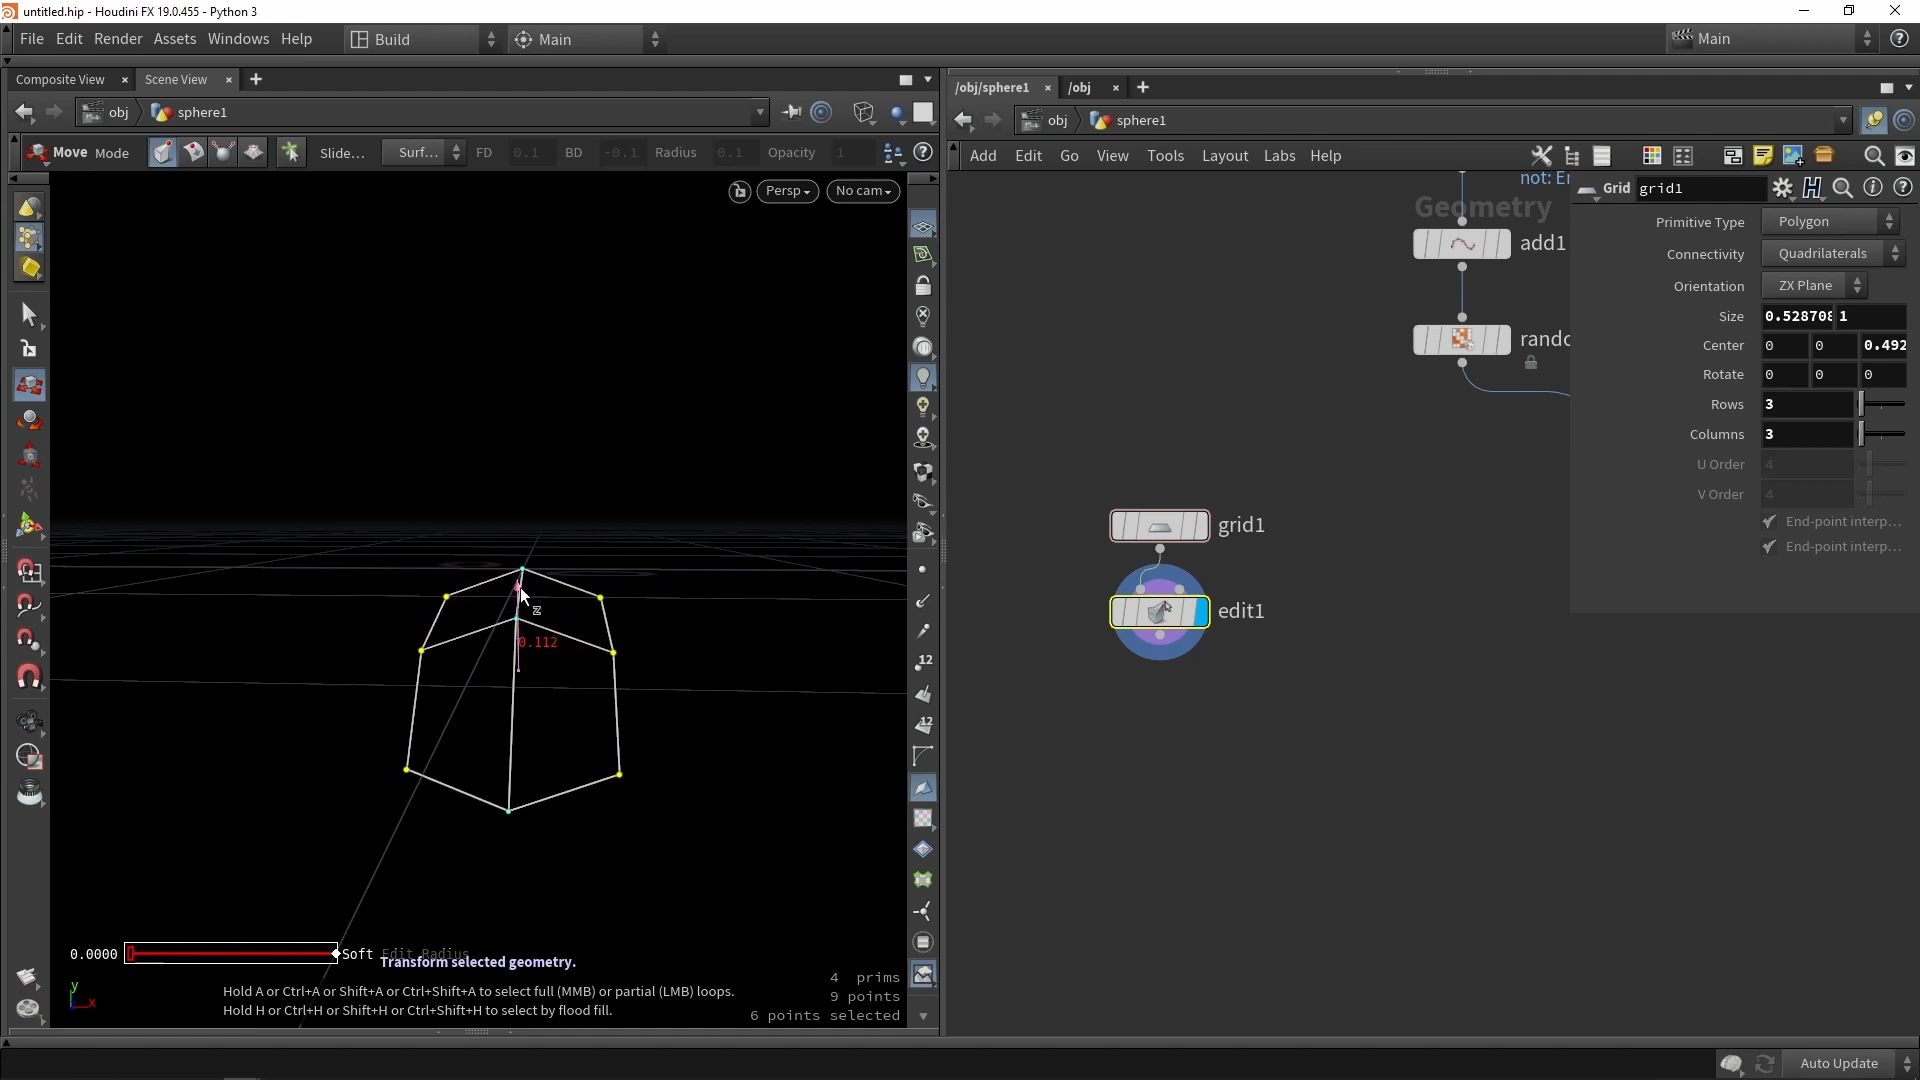 untitled.hip - Houdini FX 19.0.455 - Python 3
File Edit Render Assets Windows Help
Build
Main
Main
Composite View × Scene View × +
obj sphere1
Move Mode
Slide...
Surf...
FD 0.1 BD -0.1 Radius 0.1 Opacity 1
Persp
No cam
0.112
0.0000
Soft Edit Radius
Transform selected geometry.
Hold A or Ctrl+A or Shift+A or Ctrl+Shift+A to select full (MMB) or partial (LMB) loops.
Hold H or Ctrl+H or Shift+H or Ctrl+Shift+H to select by flood fill.
4 prims
9 points
6 points selected
y
x
12
12
/obj/sphere1 × /obj × +
obj sphere1
Add Edit Go View Tools Layout Labs Help
Geometry
not: Er
add1
rando
grid1
edit1
Grid grid1
Primitive Type Polygon
Connectivity Quadrilaterals
Orientation ZX Plane
Size 0.528708 1
Center 0 0 0.492
Rotate 0 0 0
Rows 3
Columns 3
U Order 4
V Order 4
End-point interp...
End-point interp...
Auto Update